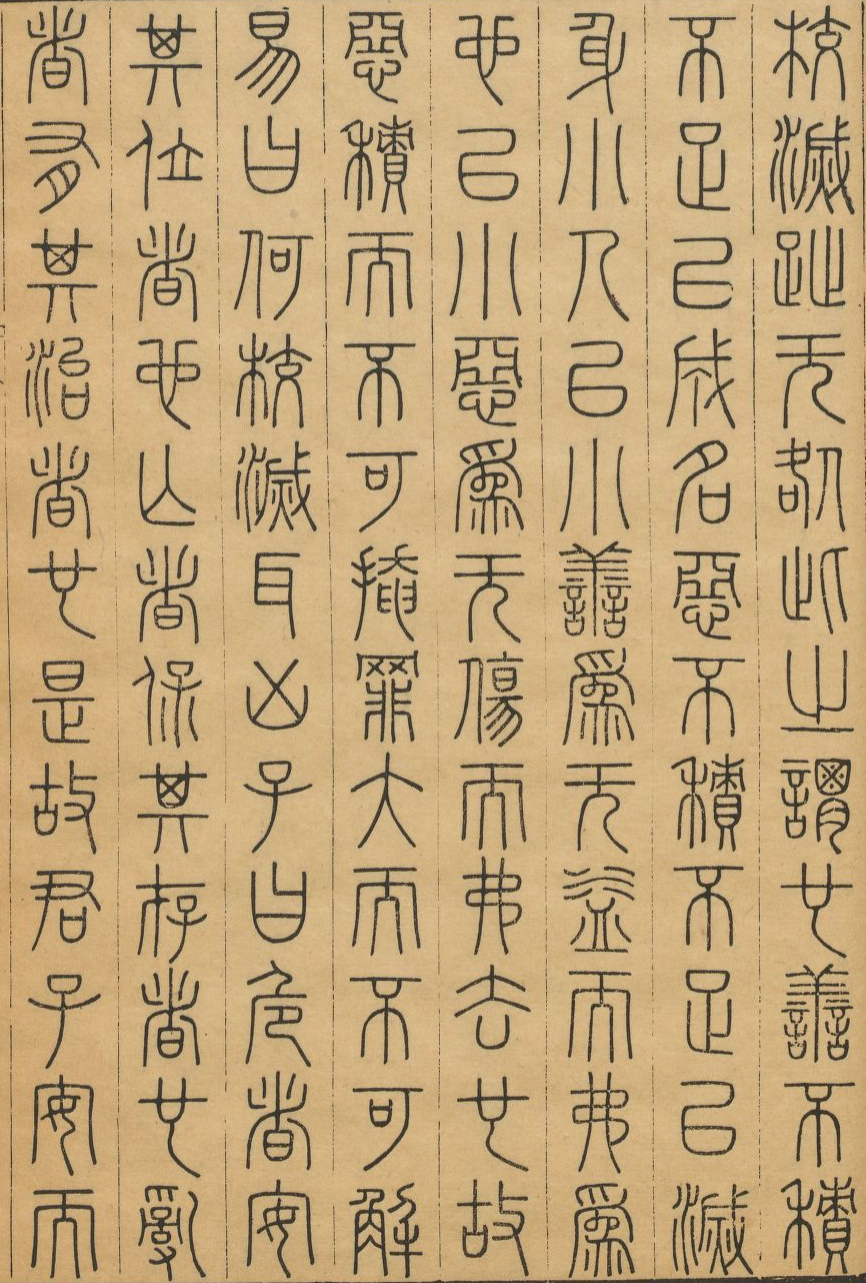 校滅趾无咎此之謂也善不積
不足以成名惡不積不足以滅
身小人以小善爲无益而弗爲
也以小惡爲无傷而弗去也故
惡積而不可揜罪大而不可解
易曰何校滅耳凶子曰危者安
其位者也亡者保其存者也亂
者有其治者也是故君子安而